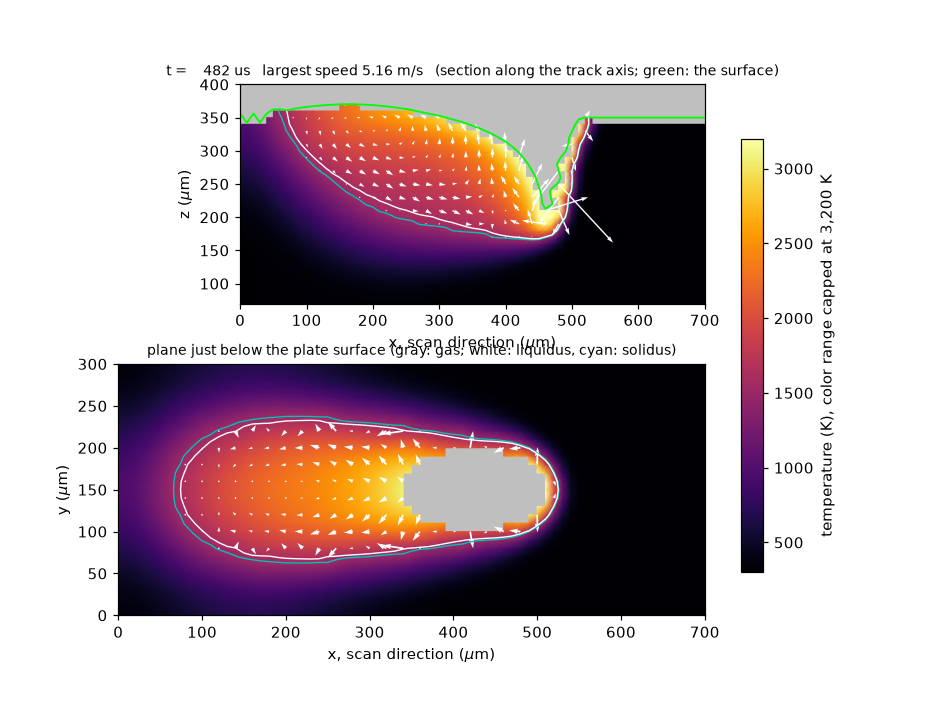 t =    482 us   largest speed 5.16 m/s   (section along the track axis; green: the surface)
400
350
300
250
200
150
100
z (μm)
0 100 200 300 400 500 600 700
x, scan direction (μm)
plane just below the plate surface (gray: gas; white: liquidus, cyan: solidus)
300
250
200
150
100
50
0
y (μm)
0 100 200 300 400 500 600 700
x, scan direction (μm)
3000
2500
2000
1500
1000
500
temperature (K), color range capped at 3,200 K